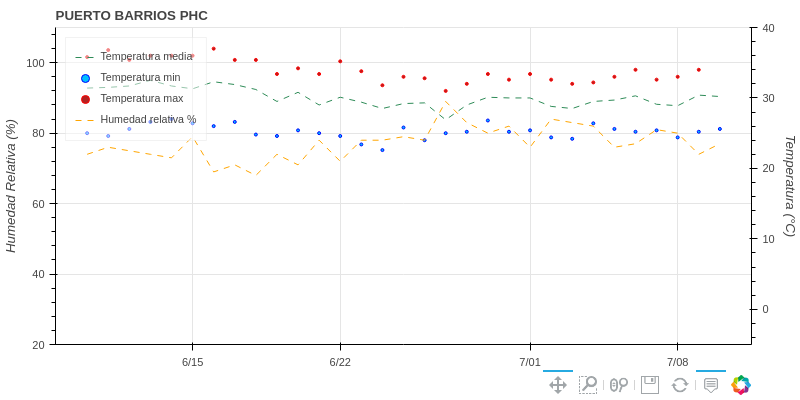 PUERTO BARRIOS PHC
Temperatura media
Temperatura min
Temperatura max
Humedad relativa %
Humedad Relativa (%)
100
80
60
40
20
40
30
20
10
0
Temperatura (°C)
6/15
6/22
7/01
7/08